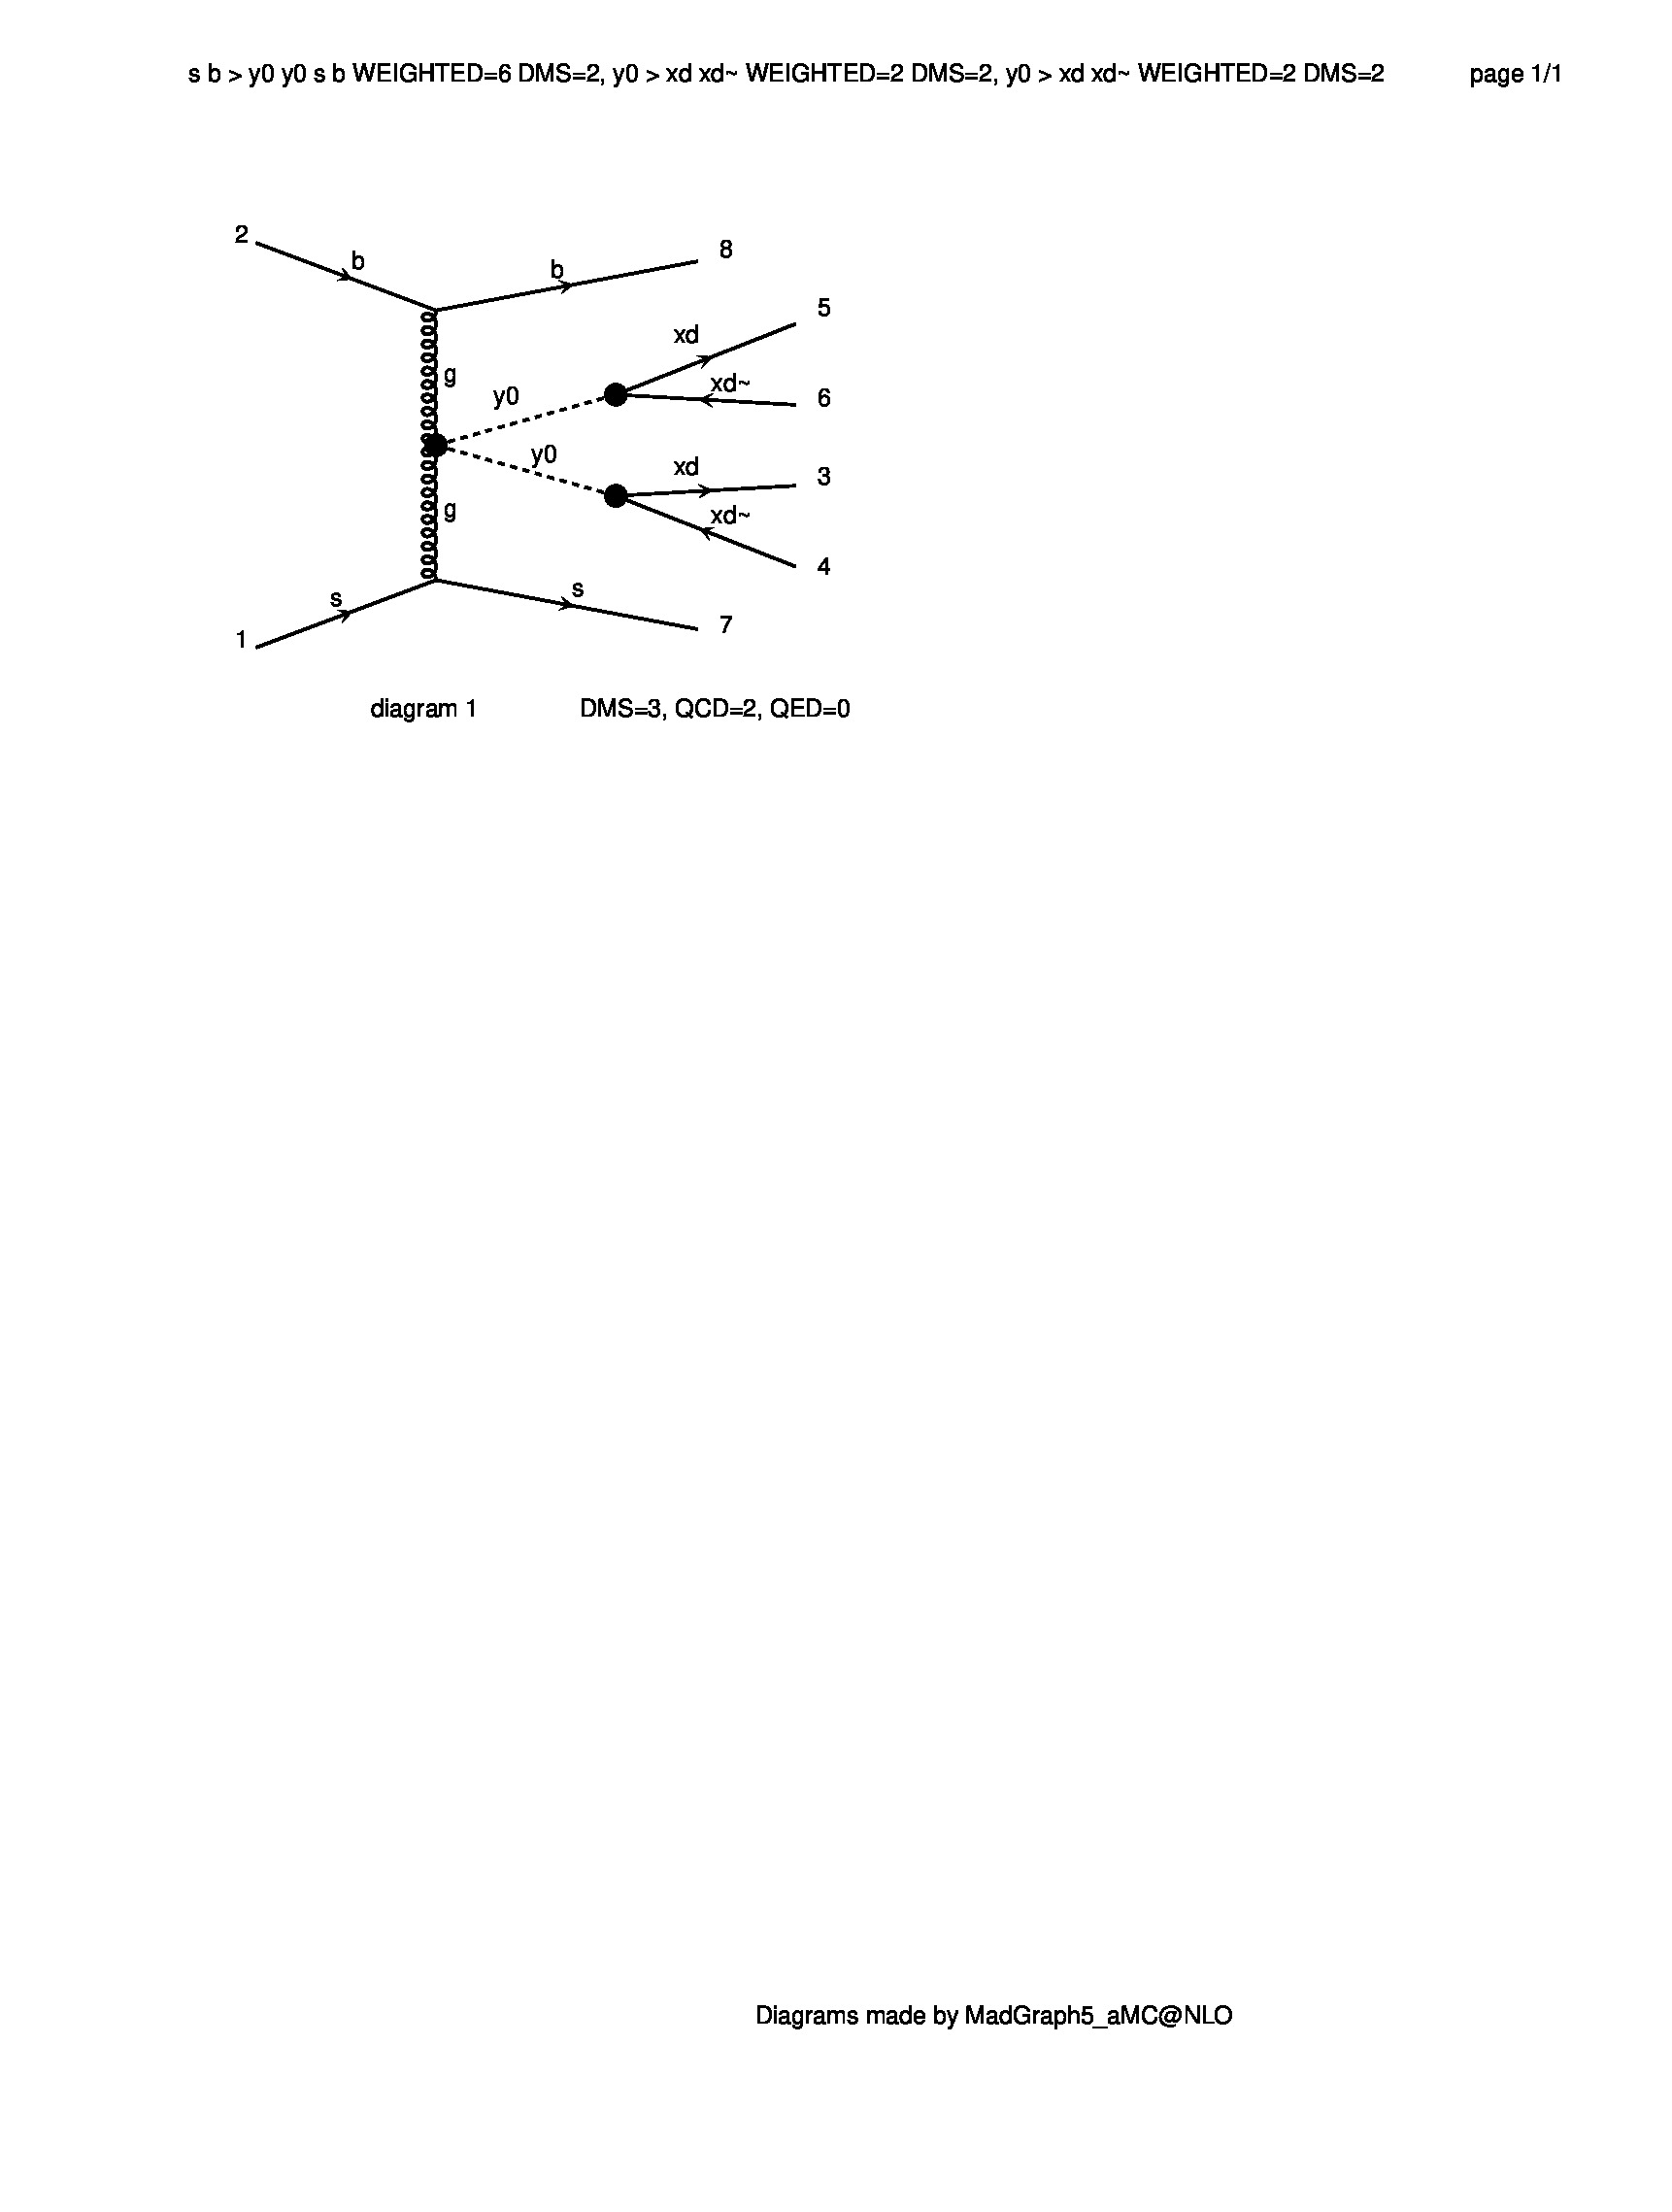 s b > y0 y0 s b WEIGHTED=6 DMS=2, y0 > xd xd~ WEIGHTED=2 DMS=2, y0 > xd xd~ WEIGHTED=2 DMS=2 page 1/1
2
b
b
8
5
xd
xd~
6
g
y0
y0
xd
3
xd~
4
g
s
s
7
1
diagram 1 DMS=3, QCD=2, QED=0
Diagrams made by MadGraph5_aMC@NLO